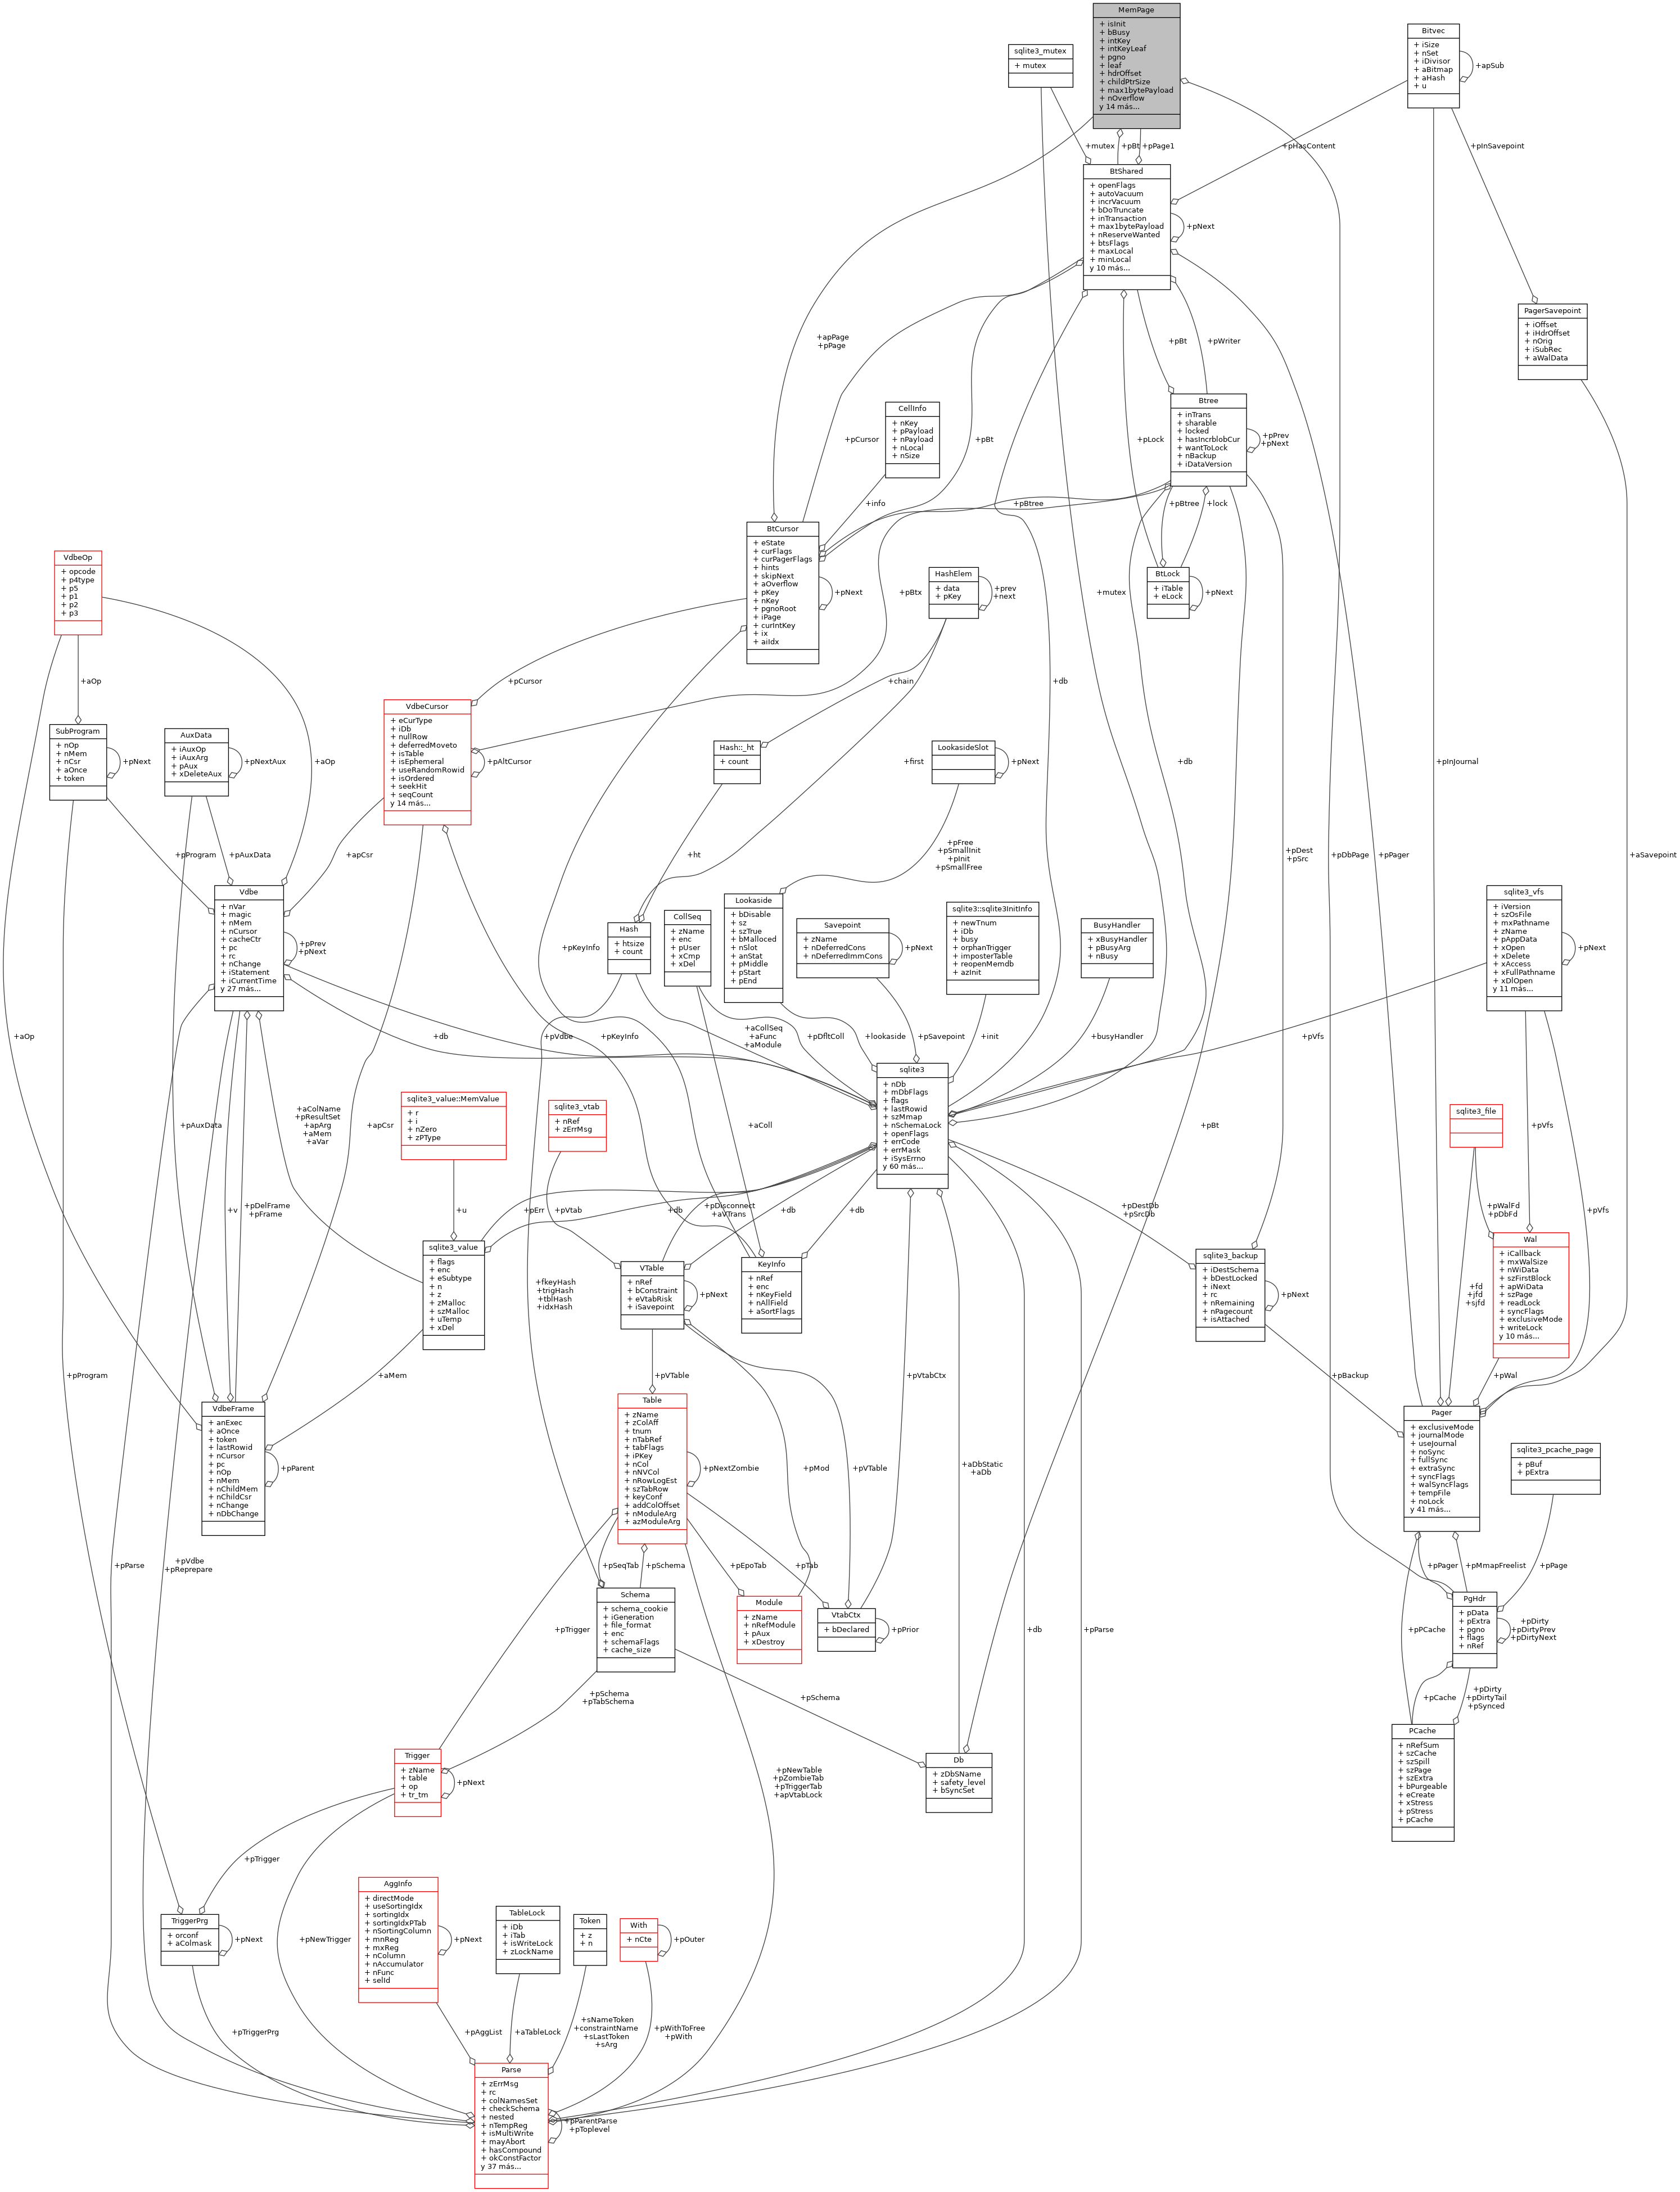 MemPage
+ isInit
+ bBusy
+ intKey
+ intKeyLeaf
+ pgno
+ leaf
+ hdrOffset
+ childPtrSize
+ max1bytePayload
+ nOverflow
y 14 más...
sqlite3_mutex
+ mutex
Bitvec
+ iSize
+ nSet
+ iDivisor
+ aBitmap
+ aHash
+ u
+apSub
+mutex
+pBt
+pPage1
+pHasContent
+pInSavepoint
BtShared
+ openFlags
+ autoVacuum
+ incrVacuum
+ bDoTruncate
+ inTransaction
+ max1bytePayload
+ nReserveWanted
+ btsFlags
+ maxLocal
+ minLocal
y 10 más...
+pNext
PagerSavepoint
+ iOffset
+ iHdrOffset
+ nOrig
+ iSubRec
+ aWalData
+apPage
+pPage
+pBt
+pWriter
Btree
+ inTrans
+ sharable
+ locked
+ hasIncrblobCur
+ wantToLock
+ nBackup
+ iDataVersion
+pPrev
+pNext
CellInfo
+ nKey
+ pPayload
+ nPayload
+ nLocal
+ nSize
+pCursor
+pBt
+pLock
+info
+pBtree
+pBtree
+lock
BtCursor
+ eState
+ curFlags
+ curPagerFlags
+ hints
+ skipNext
+ aOverflow
+ pKey
+ nKey
+ pgnoRoot
+ iPage
+ curIntKey
+ ix
+ aiIdx
+pNext
VdbeOp
+ opcode
+ p4type
+ p5
+ p1
+ p2
+ p3
HashElem
+ data
+ pKey
+prev
+next
BtLock
+ iTable
+ eLock
+pNext
+pBtx
+mutex
+aOp
+pCursor
+chain
+db
VdbeCursor
+ eCurType
+ iDb
+ nullRow
+ deferredMoveto
+ isTable
+ isEphemeral
+ useRandomRowid
+ isOrdered
+ seekHit
+ seqCount
y 14 más...
+pAltCursor
SubProgram
+ nOp
+ nMem
+ nCsr
+ aOnce
+ token
+pNext
AuxData
+ iAuxOp
+ iAuxArg
+ pAux
+ xDeleteAux
+pNextAux
+aOp
Hash::_ht
+ count
+first
LookasideSlot
+pNext
+db
+pInJournal
+pProgram
+pAuxData
+apCsr
+ht
+pFree
+pSmallInit
+pInit
+pSmallFree
+pDest
+pSrc
+pDbPage
+pPager
+aSavepoint
Vdbe
+ nVar
+ magic
+ nMem
+ nCursor
+ cacheCtr
+ pc
+ rc
+ nChange
+ iStatement
+ iCurrentTime
y 27 más...
+pPrev
+pNext
+pKeyInfo
Hash
+ htsize
+ count
CollSeq
+ zName
+ enc
+ pUser
+ xCmp
+ xDel
Lookaside
+ bDisable
+ sz
+ szTrue
+ bMalloced
+ nSlot
+ anStat
+ pMiddle
+ pStart
+ pEnd
Savepoint
+ zName
+ nDeferredCons
+ nDeferredImmCons
+pNext
sqlite3::sqlite3InitInfo
+ newTnum
+ iDb
+ busy
+ orphanTrigger
+ imposterTable
+ reopenMemdb
+ azInit
BusyHandler
+ xBusyHandler
+ pBusyArg
+ nBusy
sqlite3_vfs
+ iVersion
+ szOsFile
+ mxPathname
+ zName
+ pAppData
+ xOpen
+ xDelete
+ xAccess
+ xFullPathname
+ xDlOpen
y 11 más...
+pNext
+aOp
+db
+pVdbe
+pKeyInfo
+aCollSeq
+aFunc
+aModule
+pDfltColl
+lookaside
+pSavepoint
+init
+busyHandler
+pVfs
sqlite3
+ nDb
+ mDbFlags
+ flags
+ lastRowid
+ szMmap
+ nSchemaLock
+ openFlags
+ errCode
+ errMask
+ iSysErrno
y 60 más...
sqlite3_value::MemValue
+ r
+ i
+ nZero
+ zPType
sqlite3_vtab
+ nRef
+ zErrMsg
sqlite3_file
+pAuxData
+aColName
+pResultSet
+apArg
+aMem
+aVar
+apCsr
+aColl
+pBt
+pVfs
+v
+pDelFrame
+pFrame
+u
+pErr
+pVtab
+db
+pDisconnect
+aVTrans
+db
+db
+pDestDb
+pSrcDb
+pWalFd
+pDbFd
+pVfs
sqlite3_value
+ flags
+ enc
+ eSubtype
+ n
+ z
+ zMalloc
+ szMalloc
+ uTemp
+ xDel
VTable
+ nRef
+ bConstraint
+ eVtabRisk
+ iSavepoint
+pNext
KeyInfo
+ nRef
+ enc
+ nKeyField
+ nAllField
+ aSortFlags
sqlite3_backup
+ iDestSchema
+ bDestLocked
+ iNext
+ rc
+ nRemaining
+ nPagecount
+ isAttached
+pNext
Wal
+ iCallback
+ mxWalSize
+ nWiData
+ szFirstBlock
+ apWiData
+ szPage
+ readLock
+ syncFlags
+ exclusiveMode
+ writeLock
y 10 más...
+fkeyHash
+trigHash
+tblHash
+idxHash
+fd
+jfd
+sjfd
+pProgram
+aMem
+pVTable
+pVtabCtx
+pBackup
+pWal
VdbeFrame
+ anExec
+ aOnce
+ token
+ lastRowid
+ nCursor
+ pc
+ nOp
+ nMem
+ nChildMem
+ nChildCsr
+ nChange
+ nDbChange
+pParent
Table
+ zName
+ zColAff
+ tnum
+ nTabRef
+ tabFlags
+ iPKey
+ nCol
+ nNVCol
+ nRowLogEst
+ szTabRow
+ keyConf
+ addColOffset
+ nModuleArg
+ azModuleArg
+pNextZombie
+pMod
+pVTable
+aDbStatic
+aDb
Pager
+ exclusiveMode
+ journalMode
+ useJournal
+ noSync
+ fullSync
+ extraSync
+ syncFlags
+ walSyncFlags
+ tempFile
+ noLock
y 41 más...
sqlite3_pcache_page
+ pBuf
+ pExtra
+pParse
+pVdbe
+pReprepare
+pSeqTab
+pSchema
+pEpoTab
+pTab
+pPager
+pMmapFreelist
+pPage
Schema
+ schema_cookie
+ iGeneration
+ file_format
+ enc
+ schemaFlags
+ cache_size
Module
+ zName
+ nRefModule
+ pAux
+ xDestroy
VtabCtx
+ bDeclared
+pPrior
PgHdr
+ pData
+ pExtra
+ pgno
+ flags
+ nRef
+pDirty
+pDirtyPrev
+pDirtyNext
+pTrigger
+db
+pParse
+pPCache
+pSchema
+pTabSchema
+pSchema
+pCache
+pDirty
+pDirtyTail
+pSynced
Trigger
+ zName
+ table
+ op
+ tr_tm
+pNext
+pNewTable
+pZombieTab
+pTriggerTab
+apVtabLock
Db
+ zDbSName
+ safety_level
+ bSyncSet
PCache
+ nRefSum
+ szCache
+ szSpill
+ szPage
+ szExtra
+ bPurgeable
+ eCreate
+ xStress
+ pStress
+ pCache
+pTrigger
TriggerPrg
+ orconf
+ aColmask
+pNext
+pNewTrigger
AggInfo
+ directMode
+ useSortingIdx
+ sortingIdx
+ sortingIdxPTab
+ nSortingColumn
+ mnReg
+ mxReg
+ nColumn
+ nAccumulator
+ nFunc
+ selId
+pNext
TableLock
+ iDb
+ iTab
+ isWriteLock
+ zLockName
Token
+ z
+ n
With
+ nCte
+pOuter
+pTriggerPrg
+pAggList
+aTableLock
+sNameToken
+constraintName
+sLastToken
+sArg
+pWithToFree
+pWith
Parse
+ zErrMsg
+ rc
+ colNamesSet
+ checkSchema
+ nested
+ nTempReg
+ isMultiWrite
+ mayAbort
+ hasCompound
+ okConstFactor
y 37 más...
+pParentParse
+pToplevel